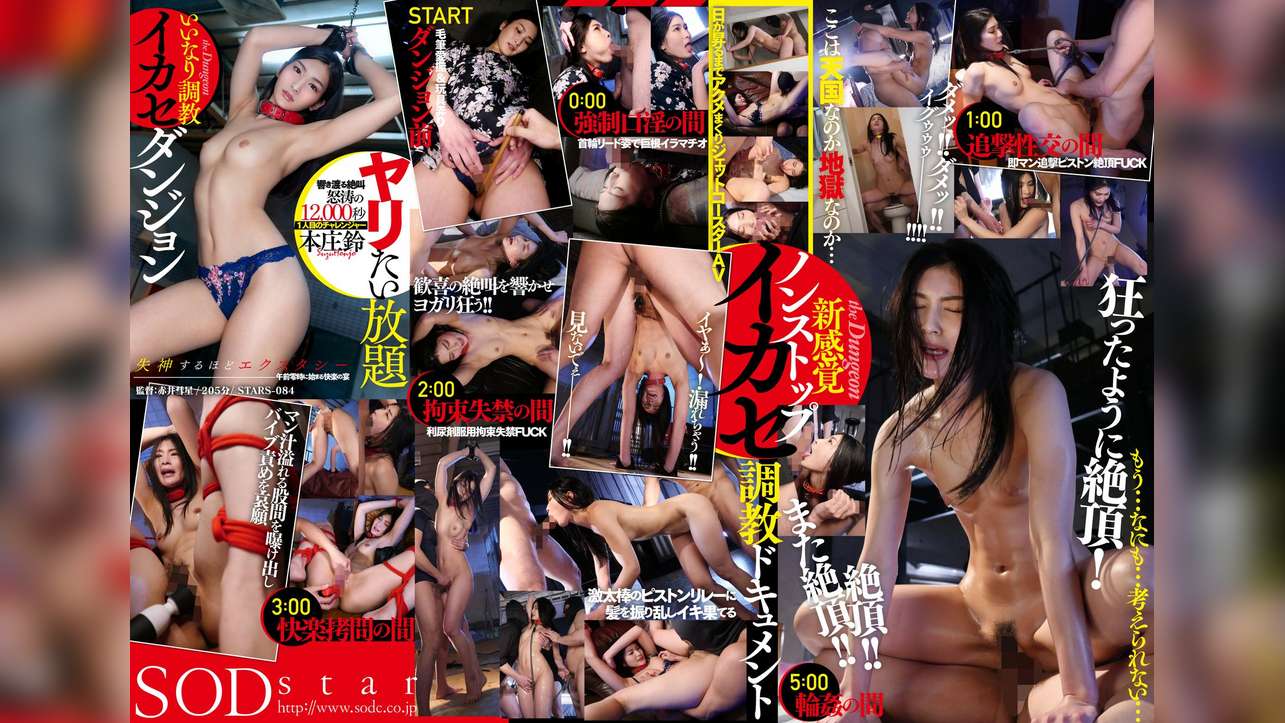 いいなり調教
the Dungeon
イカセ
ダンジョン
響き渡る絶叫
怒涛の
12,000秒
1人目のチャレンジャー
本庄鈴
Suzu Honjo
ヤリたい放題
失神するほどエクスタシー
午前零時に始まる快楽の宴
監督:赤井彗星/205分/STARS-084
START
ダンジョン前
0:00
強制口淫の間
首輪リード姿で巨根イラマチオ
日が昇るまでアクメまくりジェットコースターAV
ここは天国なのか地獄なのか…
ダメッ!!ダメッ!!
イグゥゥゥ!!!!
1:00
追撃性交の間
即マン追撃ピストン絶頂FUCK
歓喜の絶叫を響かせ
ヨガリ狂う!!
2:00
拘束失禁の間
利尿剤服用拘束失禁FUCK
イヤぁ〜!漏れちゃう!!
見ないでぇ!!
新感覚
the Dungeon
ノンストップ
イカセ
調教ドキュメント
マン汁溢れる股間を曝け出し
バイブ責めを哀願
3:00
快楽拷問の間
激太棒のピストンリレーに
髪を振り乱しイキ果てる
狂ったように絶頂!
もう…なにも…考えられない…
また絶頂!!
絶頂!!
5:00
輪姦の間
SOD star
http://www.sodc.co.jp